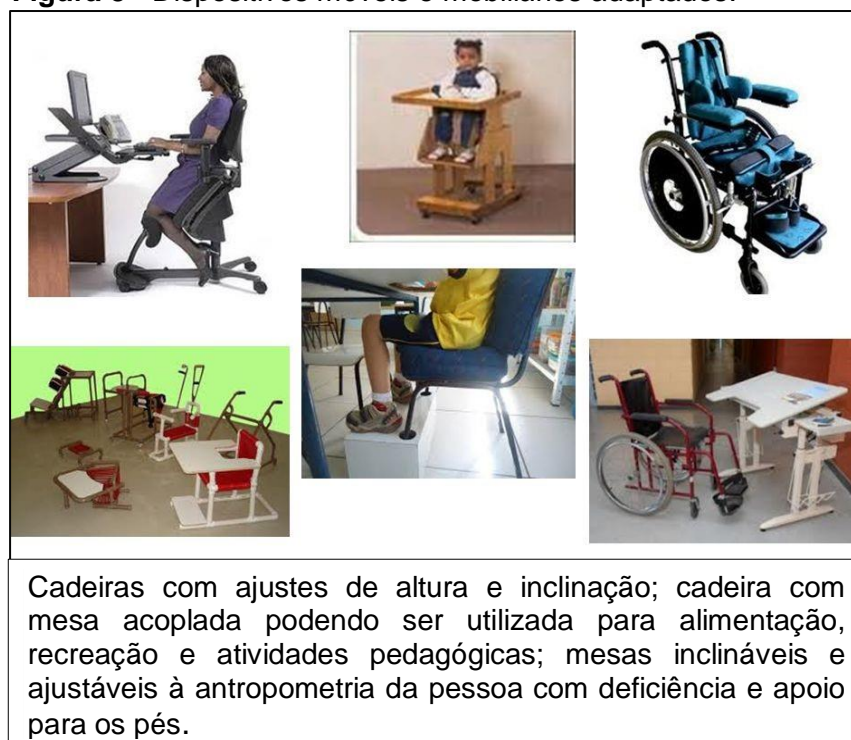 Cadeiras com ajustes de altura e inclinação; cadeira com
mesa acoplada podendo ser utilizada para alimentação,
recreação e atividades pedagógicas; mesas inclináveis e
ajustáveis à antropometria da pessoa com deficiência e apoio
para os pés.